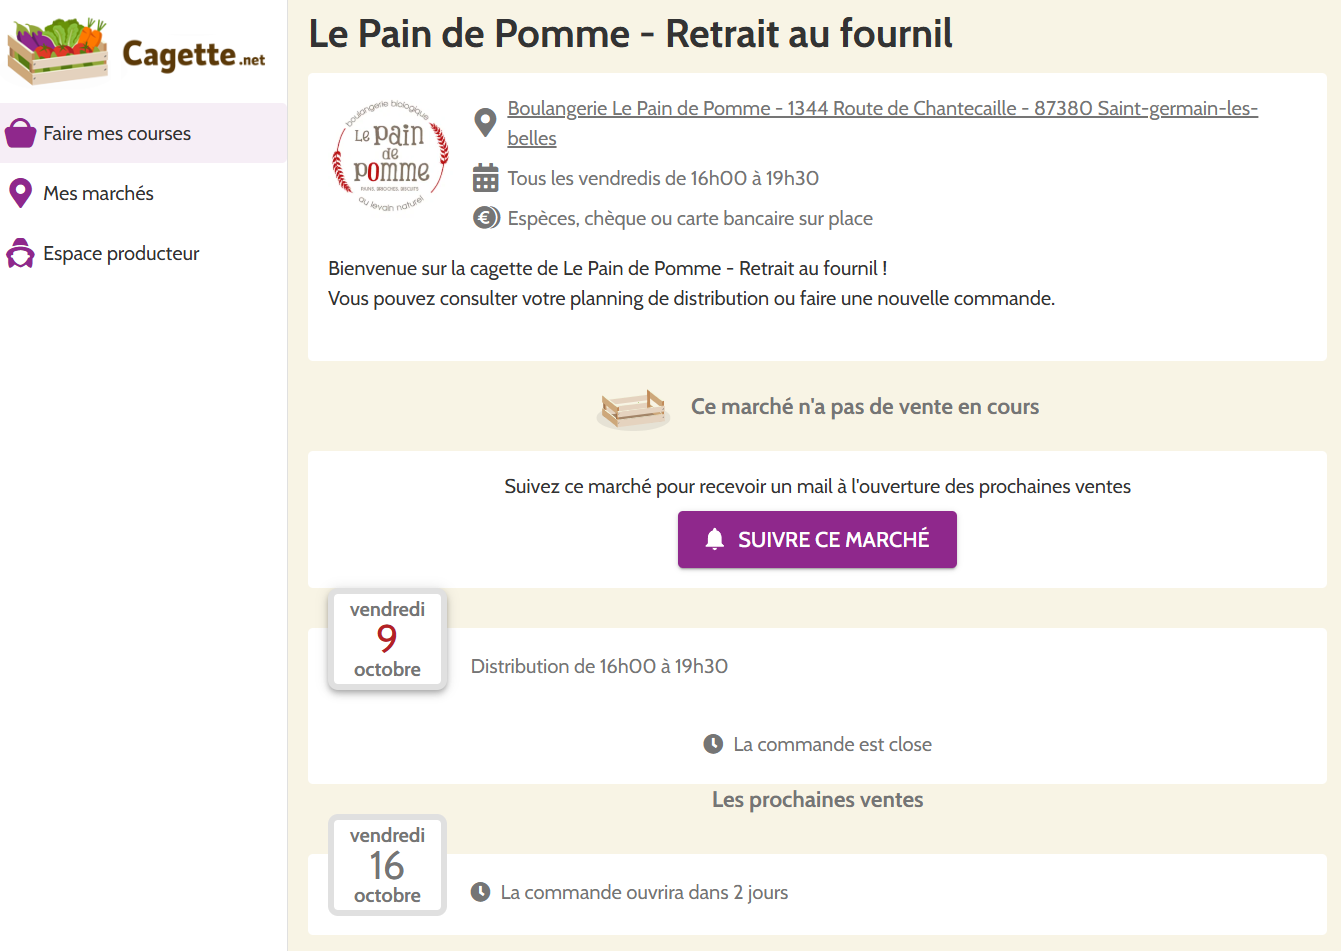 Cagette.net
Faire mes courses
Mes marchés
Espace producteur
Le Pain de Pomme - Retrait au fournil
boulangerie biologique
Le pain
de
pomme
PAINS, BRIOCHES, BISCUITS
au levain naturel
Boulangerie Le Pain de Pomme - 1344 Route de Chantecaille - 87380 Saint-germain-les-
belles
Tous les vendredis de 16h00 à 19h30
Espèces, chèque ou carte bancaire sur place
Bienvenue sur la cagette de Le Pain de Pomme - Retrait au fournil !
Vous pouvez consulter votre planning de distribution ou faire une nouvelle commande.
Ce marché n'a pas de vente en cours
Suivez ce marché pour recevoir un mail à l'ouverture des prochaines ventes
SUIVRE CE MARCHÉ
vendredi
9
octobre
Distribution de 16h00 à 19h30
La commande est close
Les prochaines ventes
vendredi
16
octobre
La commande ouvrira dans 2 jours